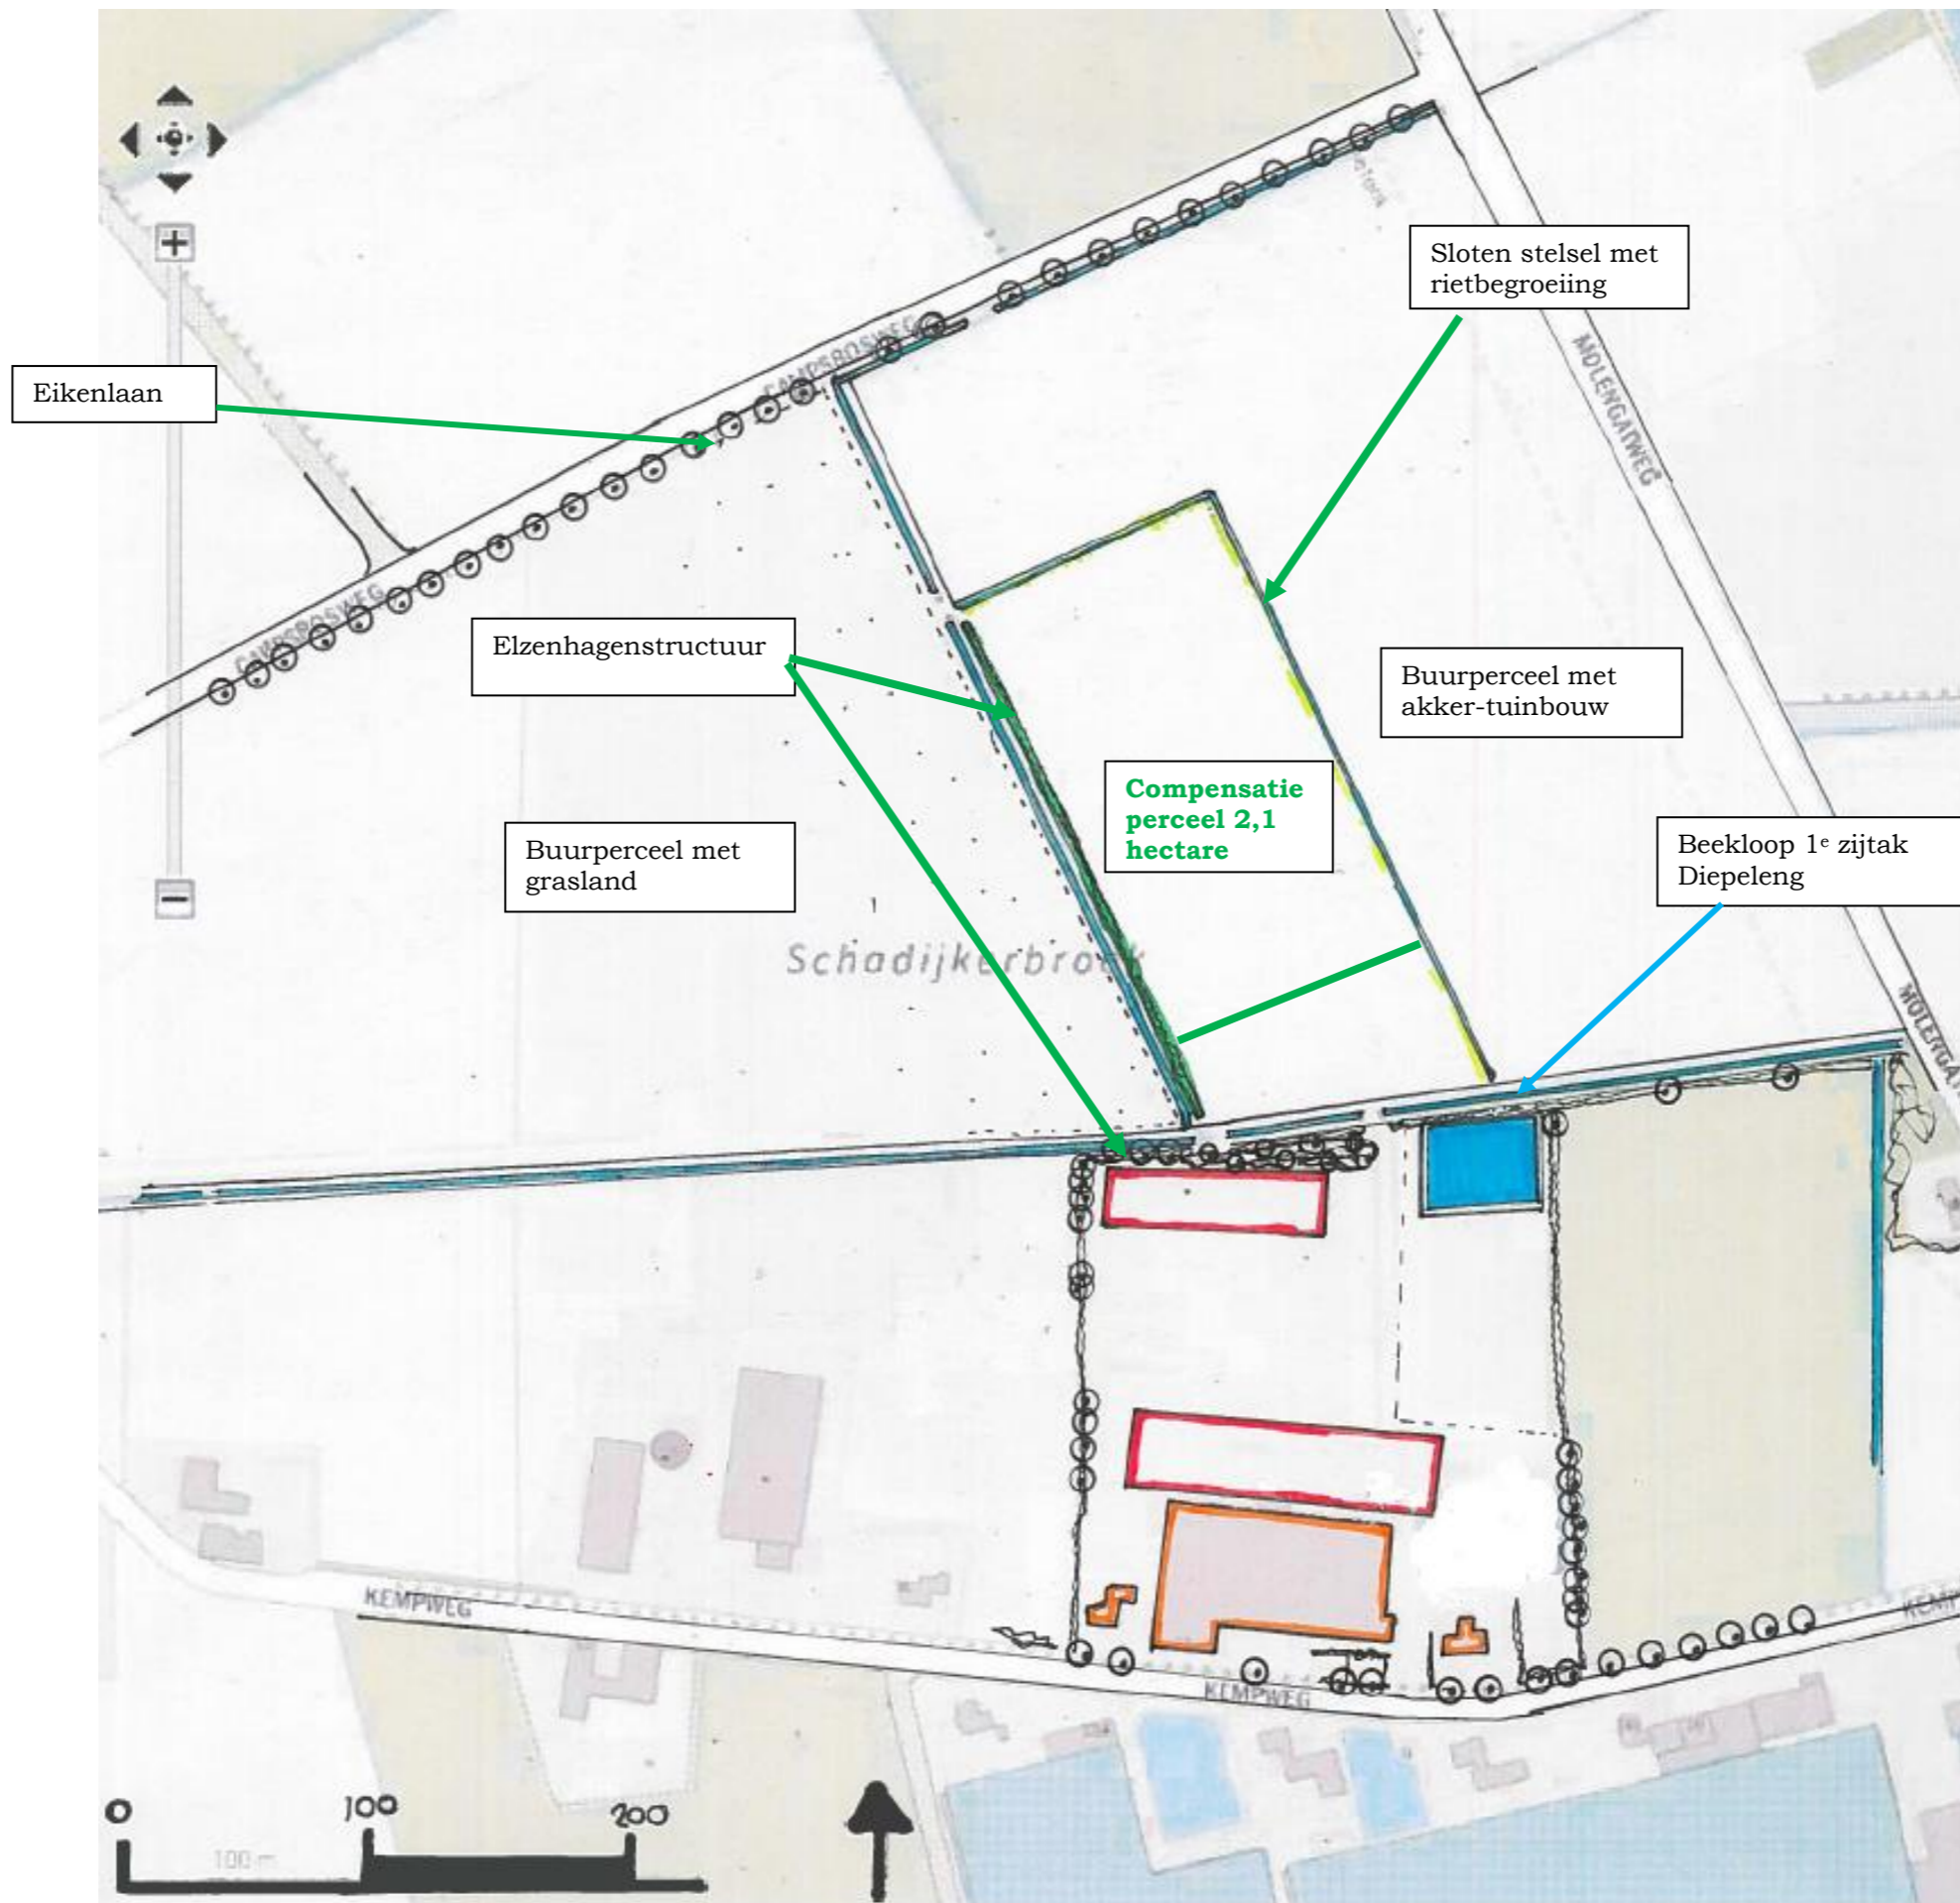 Sloten stelsel met
rietbegroeiing
MOLENGATWEG
CAMPSBOSWEG
Eikenlaan
CAMPSBOSWEG
Elzenhagenstructuur
Buurperceel met
akker-tuinbouw
Compensatie
perceel 2,1
hectare
Buurperceel met
grasland
Beekloop 1e zijtak
Diepeleng
Schadijkerbroek
KEMPWEG
KEMPWEG
0
100
200
100 m